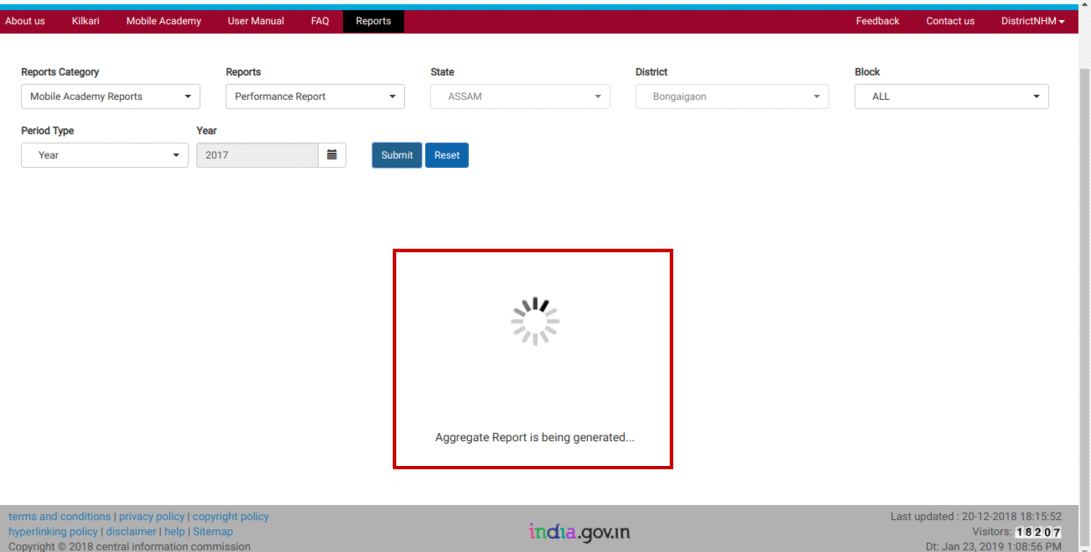 About us Kilkari Mobile Academy User Manual FAQ Reports Feedback Contact us DistrictNHM
Reports Category Reports State District Block
Mobile Academy Reports Performance Report ASSAM Bongaigaon ALL
Period Type Year
Year 2017 Submit Reset
Aggregate Report is being generated...
terms and conditions | privacy policy | copyright policy
hyperlinking policy | disclaimer | help | Sitemap
Copyright © 2018 central information commission
india.gov.in
Last updated : 20-12-2018 18:15:52
Visitors: 18207
Dt: Jan 23, 2019 1:08:56 PM